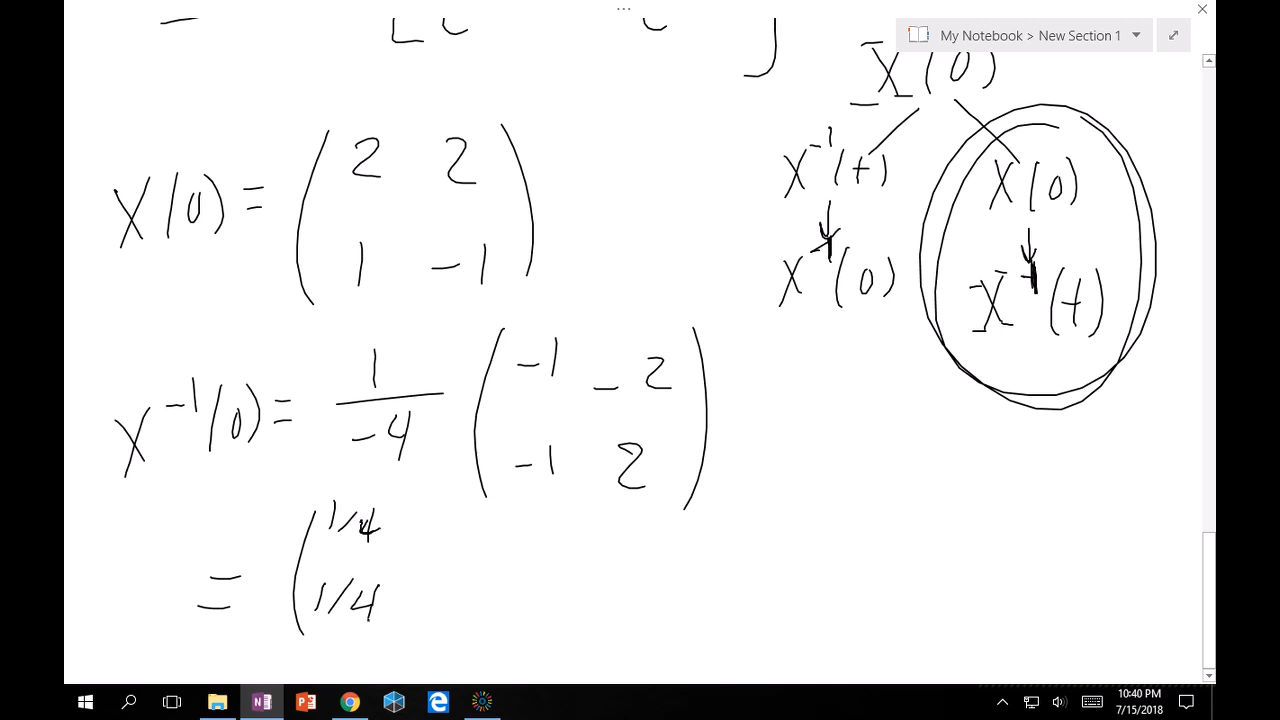 My Notebook > New Section 1
X(0)
X(0) = ( 2 2
1 -1 )
X⁻¹(t) X(0)
X⁻¹(0) X⁻¹(t)
X⁻¹(0) = 1/-4 ( -1 -2
-1 2 )
= ( 1/4
1/4
10:40 PM
7/15/2018